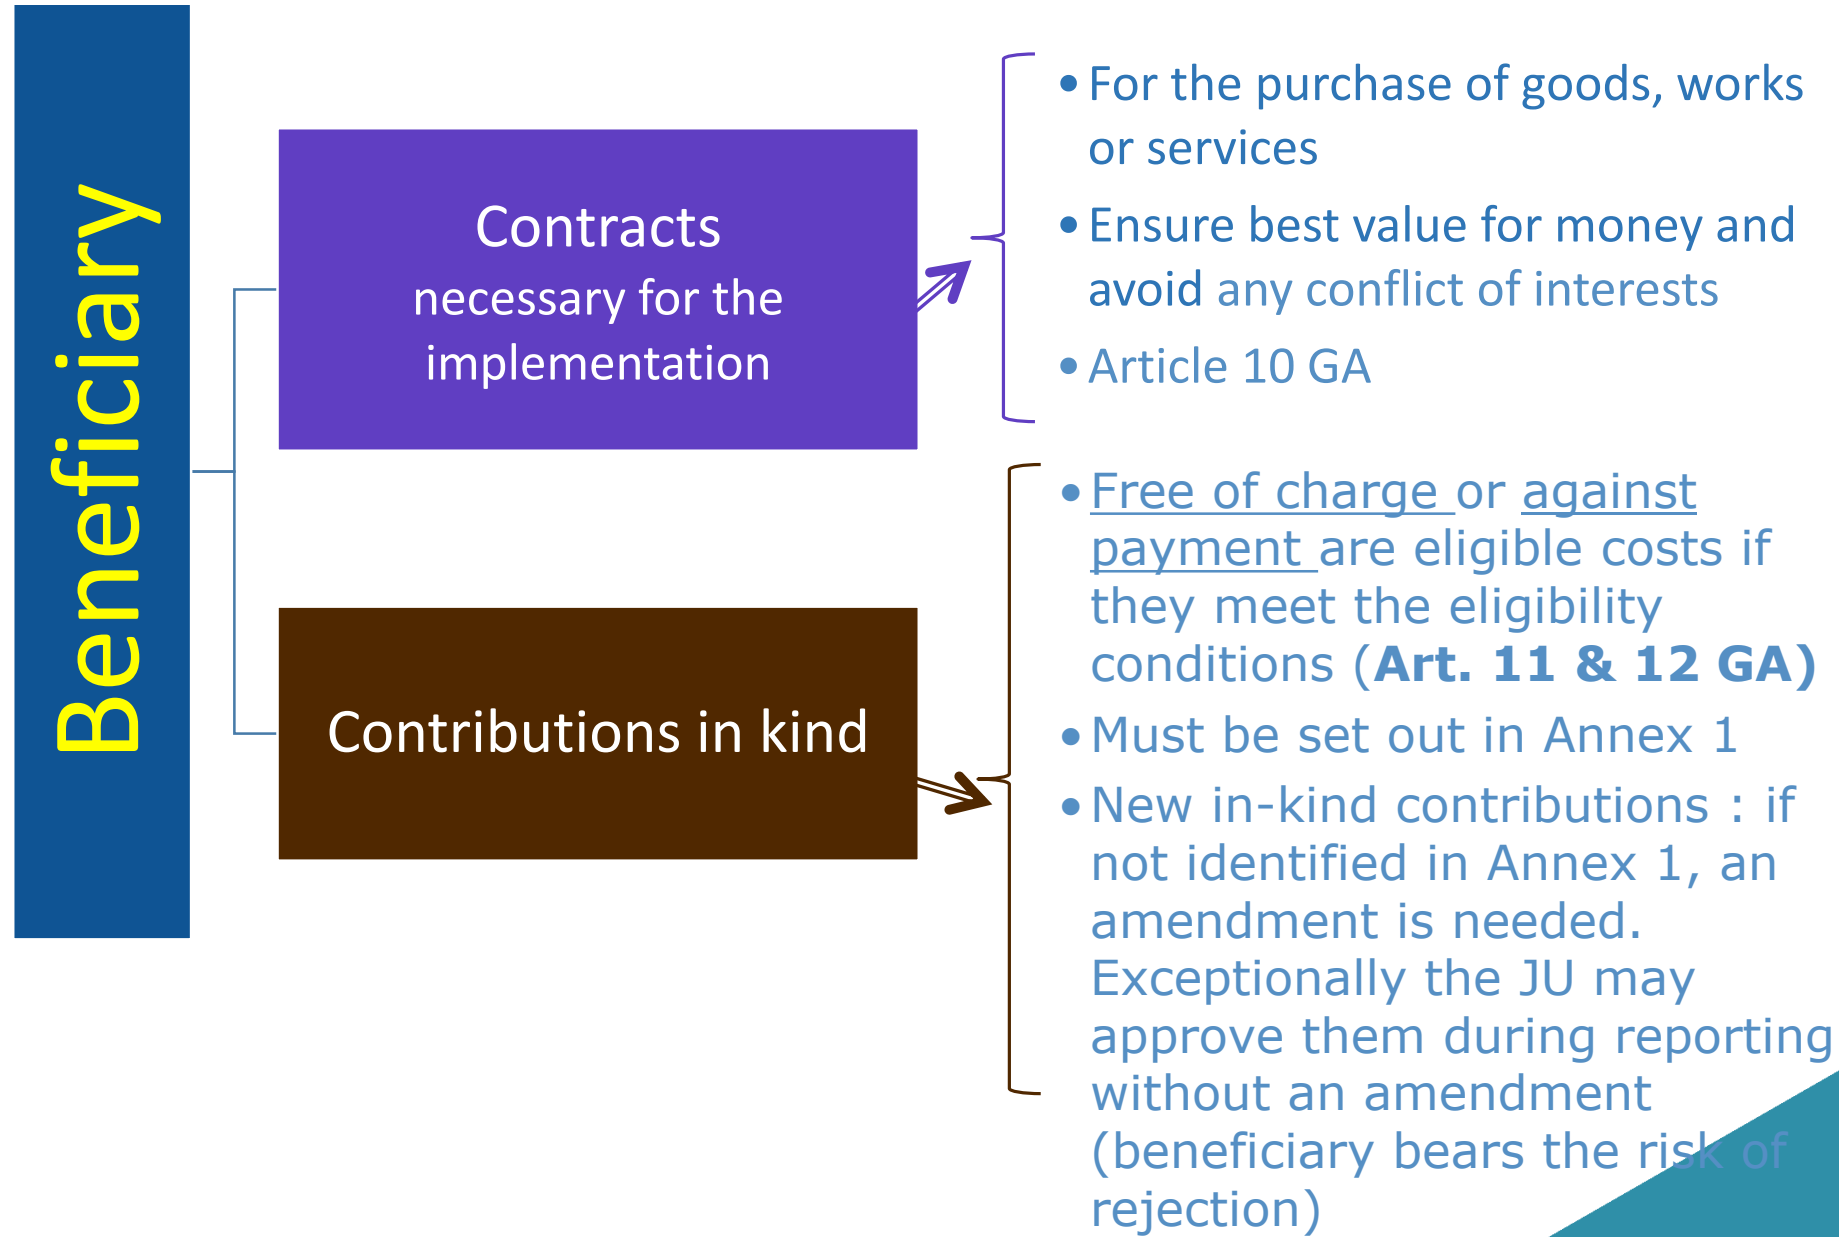 Beneficiary
Contracts
necessary for the
implementation
• For the purchase of goods, works
or services
• Ensure best value for money and
avoid any conflict of interests
• Article 10 GA
Contributions in kind
• Free of charge or against
payment are eligible costs if
they meet the eligibility
conditions (Art. 11 & 12 GA)
• Must be set out in Annex 1
• New in-kind contributions : if
not identified in Annex 1, an
amendment is needed.
Exceptionally the JU may
approve them during reporting
without an amendment
(beneficiary bears the risk of
rejection)